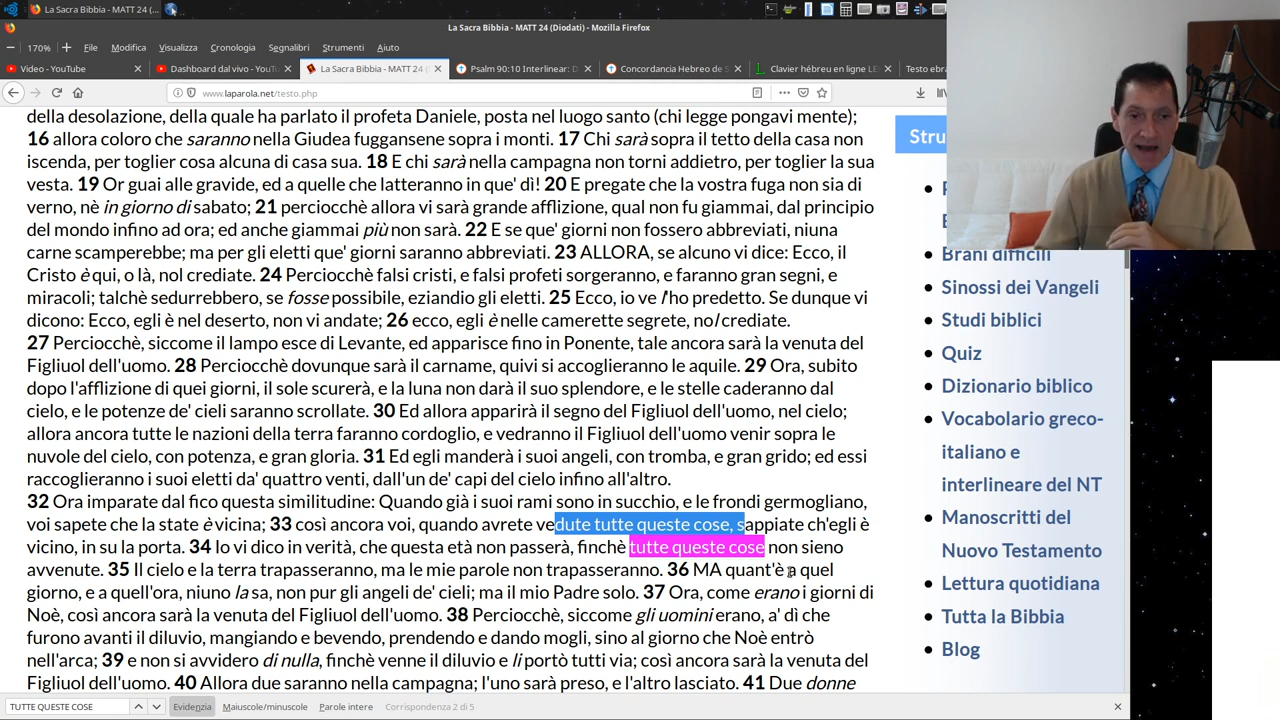 La Sacra Bibbia - MATT 24 (...
La Sacra Bibbia - MATT 24 (Diodati) - Mozilla Firefox
170% File Modifica Visualizza Cronologia Segnalibri Strumenti Aiuto
Video - YouTube Dashboard dal vivo - YouTu La Sacra Bibbia - MATT 24 ( Psalm 90:10 Interlinear: D Concordancia Hebreo de S Clavier hébreu en ligne LE Testo ebra
www.laparola.net/testo.php
della desolazione, della quale ha parlato il profeta Daniele, posta nel luogo santo (chi legge pongavi mente);
16 allora coloro che saranno nella Giudea fuggansene sopra i monti. 17 Chi sarà sopra il tetto della casa non
iscenda, per toglier cosa alcuna di casa sua. 18 E chi sarà nella campagna non torni addietro, per toglier la sua
vesta. 19 Or guai alle gravide, ed a quelle che latteranno in que' dì! 20 E pregate che la vostra fuga non sia di
verno, nè in giorno di sabato; 21 perciocchè allora vi sarà grande afflizione, qual non fu giammai, dal principio
del mondo infino ad ora; ed anche giammai più non sarà. 22 E se que' giorni non fossero abbreviati, niuna
carne scamperebbe; ma per gli eletti que' giorni saranno abbreviati. 23 ALLORA, se alcuno vi dice: Ecco, il
Cristo è qui, o là, nol crediate. 24 Perciocchè falsi cristi, e falsi profeti sorgeranno, e faranno gran segni, e
miracoli; talchè sedurrebbero, se fosse possibile, eziandio gli eletti. 25 Ecco, io ve l'ho predetto. Se dunque vi
dicono: Ecco, egli è nel deserto, non vi andate; 26 ecco, egli è nelle camerette segrete, nol crediate.
27 Perciocchè, siccome il lampo esce di Levante, ed apparisce fino in Ponente, tale ancora sarà la venuta del
Figliuol dell'uomo. 28 Perciocchè dovunque sarà il carname, quivi si accoglieranno le aquile. 29 Ora, subito
dopo l'afflizione di quei giorni, il sole scurerà, e la luna non darà il suo splendore, e le stelle caderanno dal
cielo, e le potenze de' cieli saranno scrollate. 30 Ed allora apparirà il segno del Figliuol dell'uomo, nel cielo;
allora ancora tutte le nazioni della terra faranno cordoglio, e vedranno il Figliuol dell'uomo venir sopra le
nuvole del cielo, con potenza, e gran gloria. 31 Ed egli manderà i suoi angeli, con tromba, e gran grido; ed essi
raccoglieranno i suoi eletti da' quattro venti, dall'un de' capi del cielo infino all'altro.
32 Ora imparate dal fico questa similitudine: Quando già i suoi rami sono in succhio, e le frondi germogliano,
voi sapete che la state è vicina; 33 così ancora voi, quando avrete vedute tutte queste cose, sappiate ch'egli è
vicino, in su la porta. 34 Io vi dico in verità, che questa età non passerà, finchè tutte queste cose non sieno
avvenute. 35 Il cielo e la terra trapasseranno, ma le mie parole non trapasseranno. 36 MA quant'è a quel
giorno, e a quell'ora, niuno la sa, non pur gli angeli de' cieli; ma il mio Padre solo. 37 Ora, come erano i giorni di
Noè, così ancora sarà la venuta del Figliuol dell'uomo. 38 Perciocchè, siccome gli uomini erano, a' dì che
furono avanti il diluvio, mangiando e bevendo, prendendo e dando mogli, sino al giorno che Noè entrò
nell'arca; 39 e non si avvidero di nulla, finchè venne il diluvio e li portò tutti via; così ancora sarà la venuta del
Figliuol dell'uomo. 40 Allora due saranno nella campagna; l'uno sarà preso, e l'altro lasciato. 41 Due donne
Stru
Brani difficili
Sinossi dei Vangeli
Studi biblici
Quiz
Dizionario biblico
Vocabolario greco-
italiano e
interlineare del NT
Manoscritti del
Nuovo Testamento
Lettura quotidiana
Tutta la Bibbia
Blog
TUTTE QUESTE COSE Evidenzia Maiuscole/minuscole Parole intere Corrispondenza 2 di 5